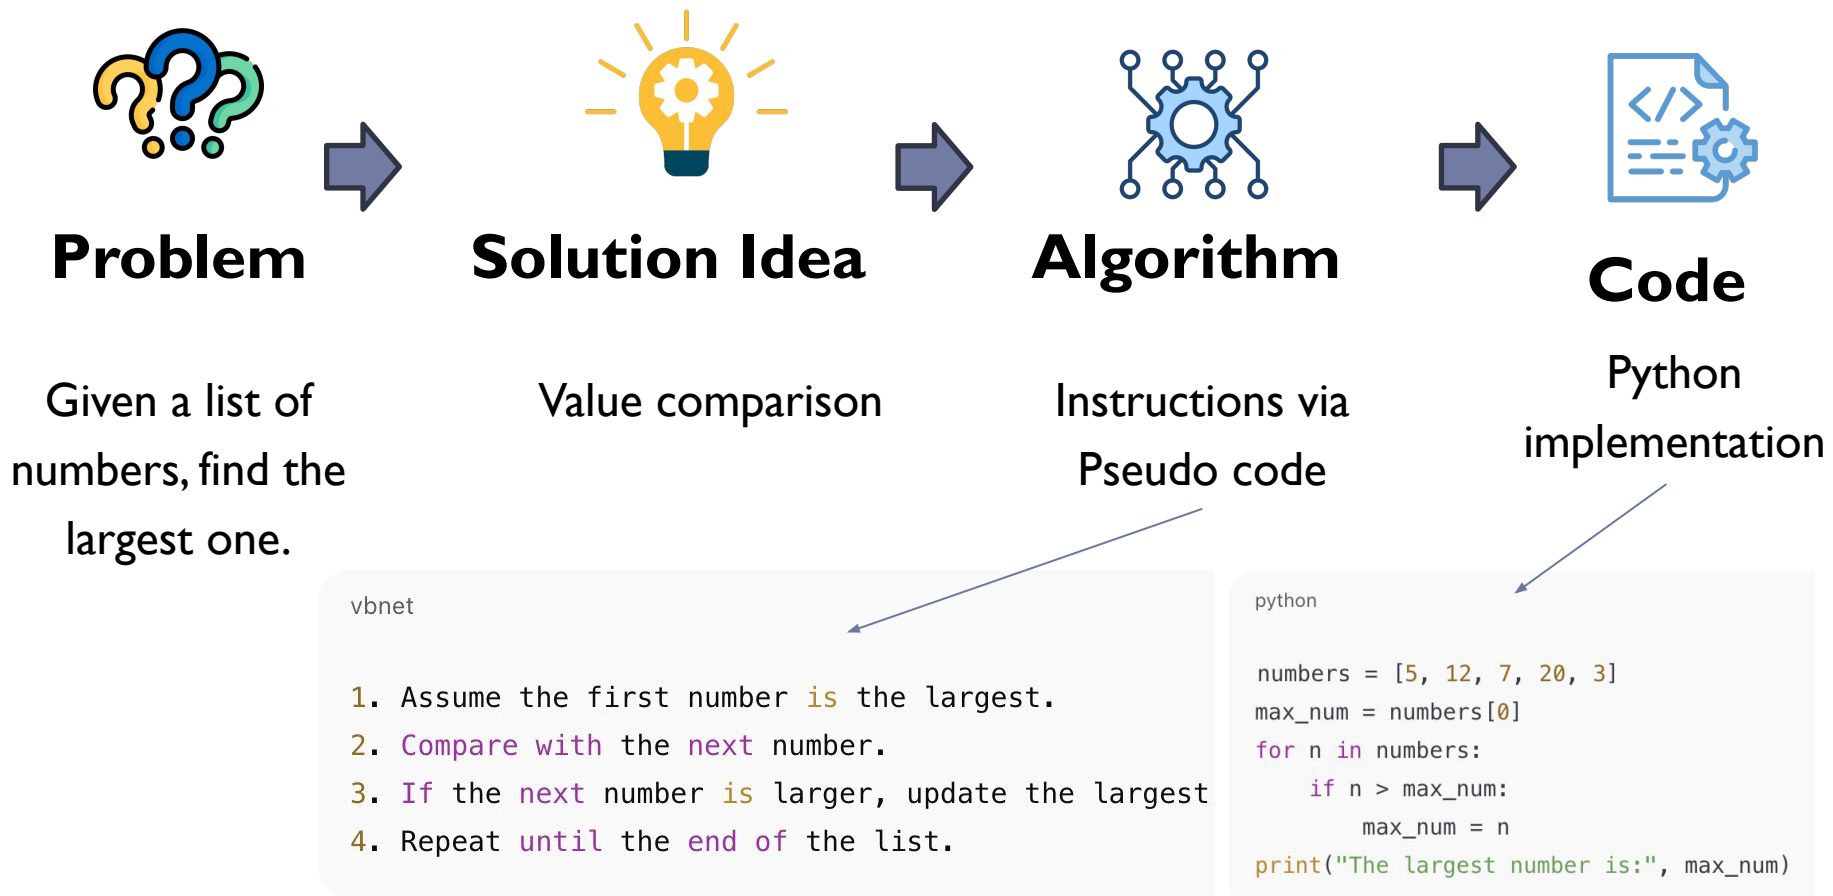 Problem
Given a list of
numbers, find the
largest one.
Solution Idea
Value comparison
Algorithm
Instructions via
Pseudo code
Code
Python
implementation
vbnet
1. Assume the first number is the largest.
2. Compare with the next number.
3. If the next number is larger, update the largest
4. Repeat until the end of the list.
python
numbers = [5, 12, 7, 20, 3]
max_num = numbers[0]
for n in numbers:
    if n > max_num:
        max_num = n
print("The largest number is:", max_num)